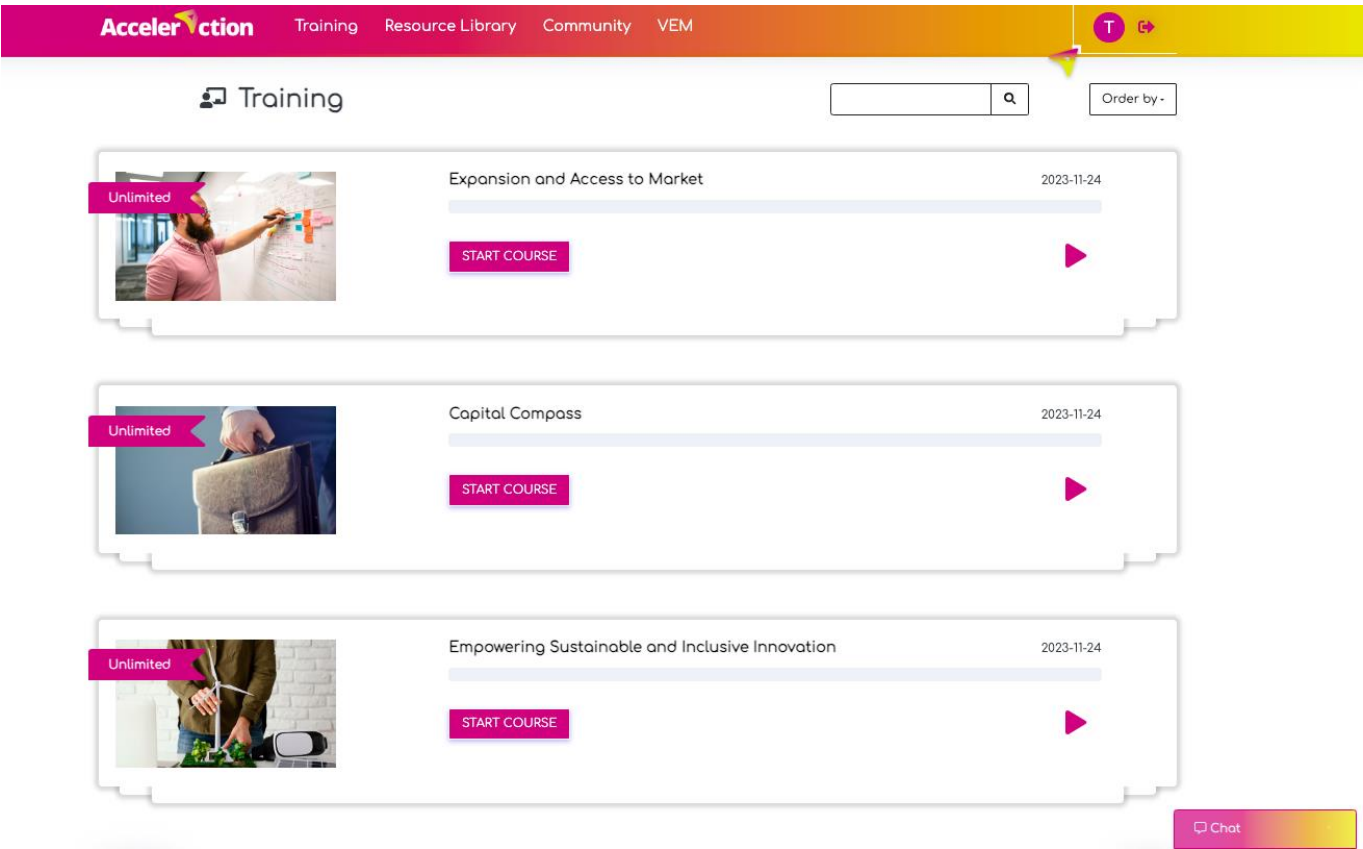 AccelerAction Training Resource Library Community VEM T
Training
Order by
Unlimited
Expansion and Access to Market 2023-11-24
START COURSE
Unlimited
Capital Compass 2023-11-24
START COURSE
Unlimited
Empowering Sustainable and Inclusive Innovation 2023-11-24
START COURSE
Chat